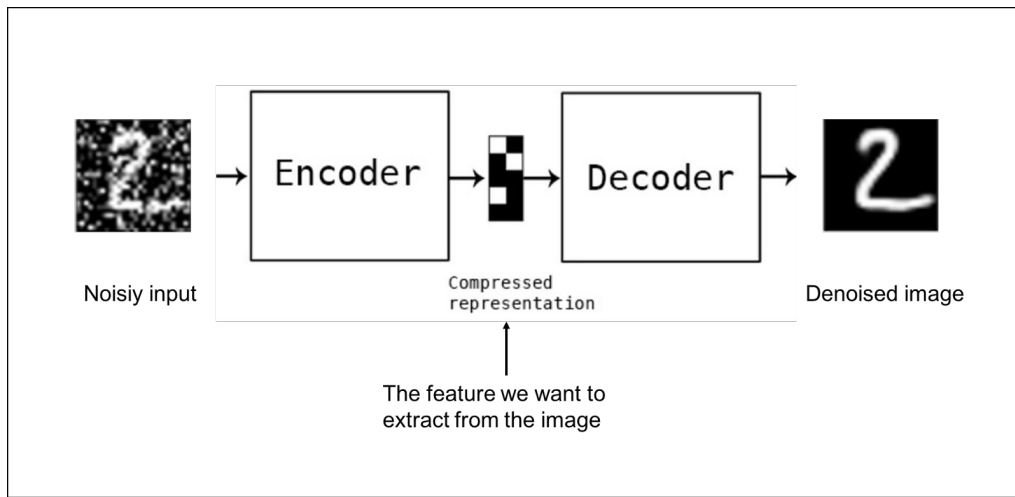 Encoder
Decoder
Noisiy input
Compressed
representation
Denoised image
The feature we want to
extract from the image